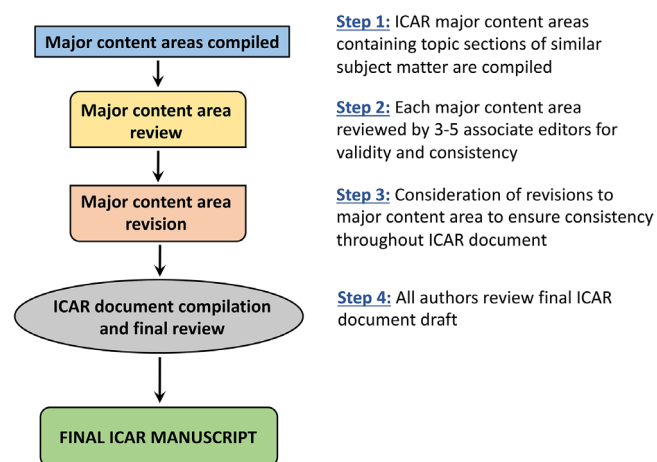 Major content areas compiled
Step 1: ICAR major content areas
containing topic sections of similar
subject matter are compiled
Major content area
review
Step 2: Each major content area
reviewed by 3-5 associate editors for
validity and consistency
Major content area
revision
Step 3: Consideration of revisions to
major content area to ensure consistency
throughout ICAR document
ICAR document compilation
and final review
Step 4: All authors review final ICAR
document draft
FINAL ICAR MANUSCRIPT